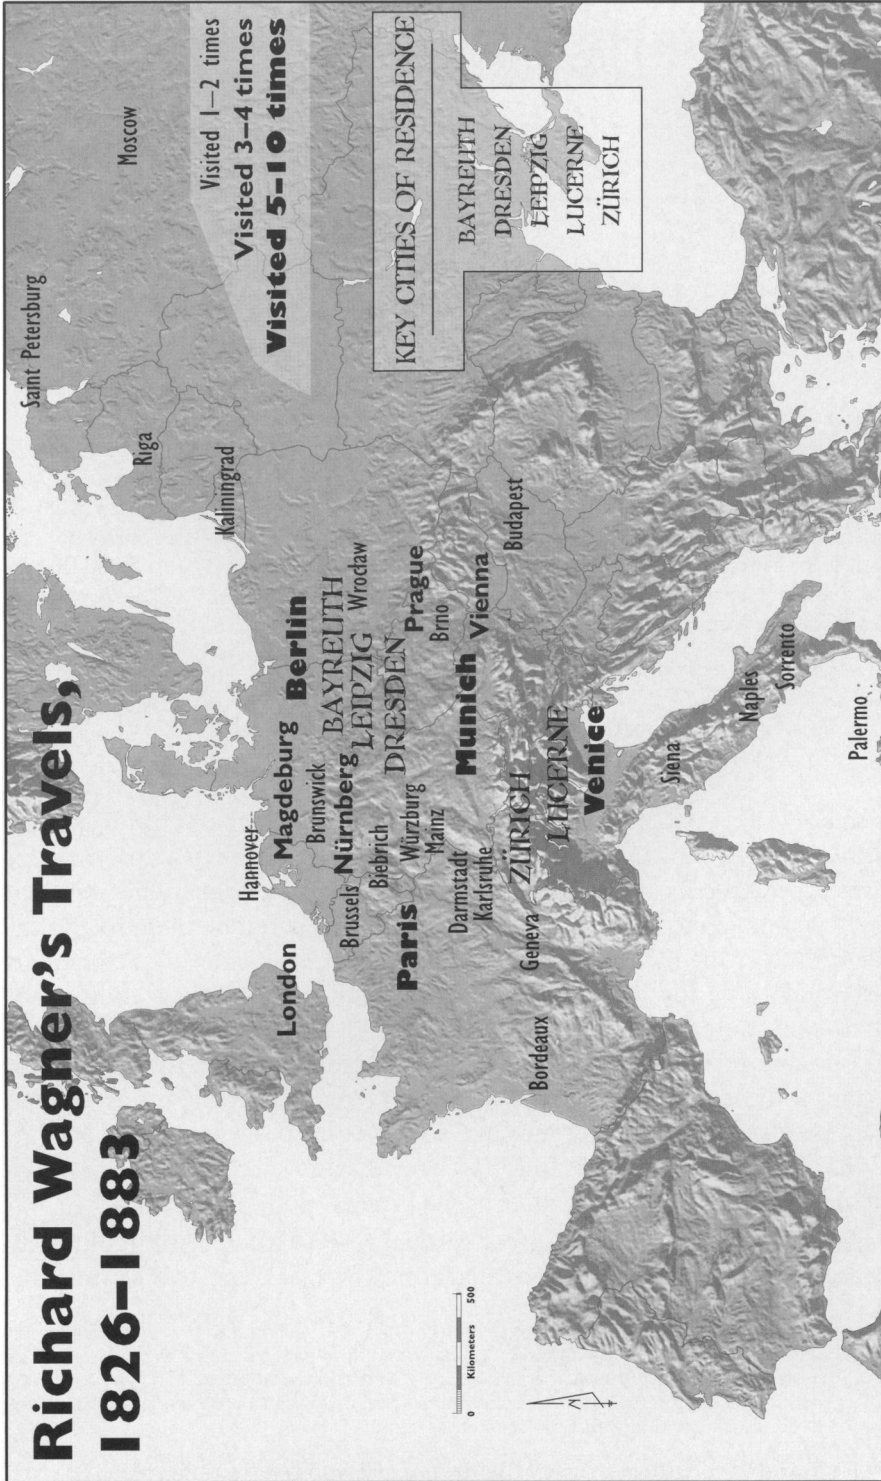 Richard Wagner's Travels,
1826–1883
Saint Petersburg
Moscow
Riga
Kaliningrad
Visited 1–2 times
Visited 3–4 times
Visited 5–10 times
KEY CITIES OF RESIDENCE
BAYREUTH
DRESDEN
LEIPZIG
LUCERNE
ZÜRICH
Hannover
London
Magdeburg
Berlin
Brunswick
BAYREUTH
Nürnberg
LEIPZIG
Wrocław
Brussels
Biebrich
DRESDEN
Paris
Würzburg
Prague
Mainz
Brno
Darmstadt
Munich
Vienna
Karlsruhe
Budapest
ZÜRICH
Geneva
Bordeaux
LUCERNE
Venice
Siena
Naples
Sorrento
Palermo
0
500
Kilometers
N